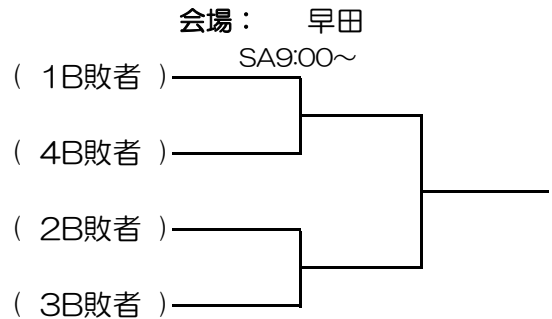 会場： 早田
SA9:00～
( 1B敗者 )
( 4B敗者 )
( 2B敗者 )
( 3B敗者 )